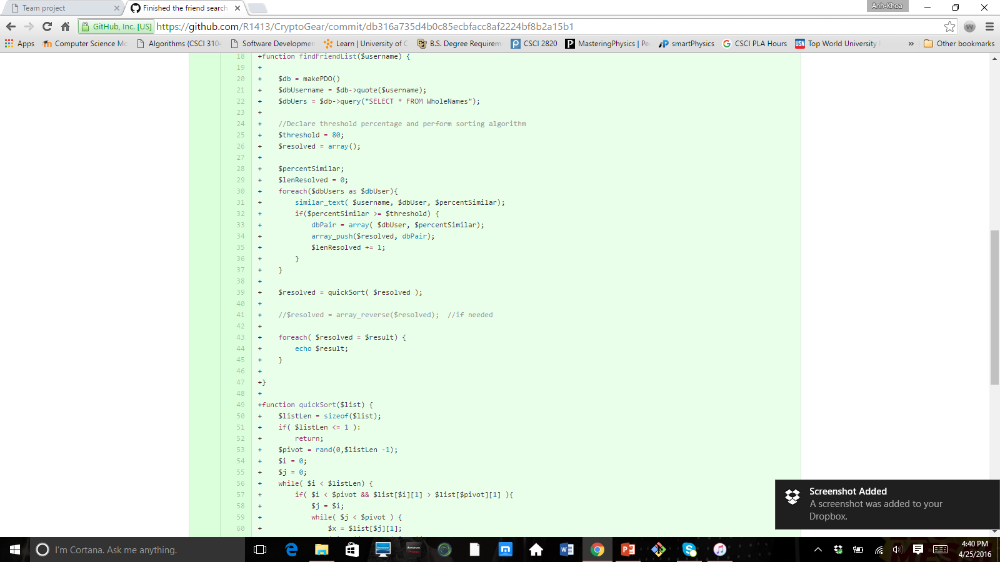 Team project
Finished the friend search
Anh-Khoa
GitHub, Inc. [US]
https://github.com/R1413/CryptoGear/commit/db316a735d4b0c85ecbfacc8af2224bf8b2a15b1
Apps
Computer Science Mc
Algorithms (CSCI 310
Software Developmen
Learn | University of C
B.S. Degree Requirem
CSCI 2820
MasteringPhysics | Pe
smartPhysics
CSCI PLA Hours
Top World University
» Other bookmarks
18 +function findFriendList($username) {
19 +
20 + $db = makePDO()
21 + $dbUsername = $db->quote($username);
22 + $dbUers = $db->query("SELECT * FROM WholeNames");
23 +
24 + //Declare threshold percentage and perform sorting algorithm
25 + $threshold = 80;
26 + $resolved = array();
27 +
28 + $percentSimilar;
29 + $lenResolved = 0;
30 + foreach($dbUsers as $dbUser){
31 + similar_text( $username, $dbUser, $percentSimilar);
32 + if($percentSimilar >= $threshold) {
33 + dbPair = array( $dbUser, $percentSimilar);
34 + array_push($resolved, dbPair);
35 + $lenResolved += 1;
36 + }
37 + }
38 +
39 + $resolved = quickSort( $resolved );
40 +
41 + //$resolved = array_reverse($resolved); //if needed
42 +
43 + foreach( $resolved = $result) {
44 + echo $result;
45 + }
46 +
47 +}
48 +
49 +function quickSort($list) {
50 + $listLen = sizeof($list);
51 + if( $listLen <= 1 ):
52 + return;
53 + $pivot = rand(0,$listLen -1);
54 + $i = 0;
55 + $j = 0;
56 + while( $i < $listLen) {
57 + if( $i < $pivot && $list[$i][1] > $list[$pivot][1] ){
58 + $j = $i;
59 + while( $j < $pivot ) {
60 + $x = $list[$j][1];
Screenshot Added
A screenshot was added to your
Dropbox.
I'm Cortana. Ask me anything.
4:40 PM
4/25/2016